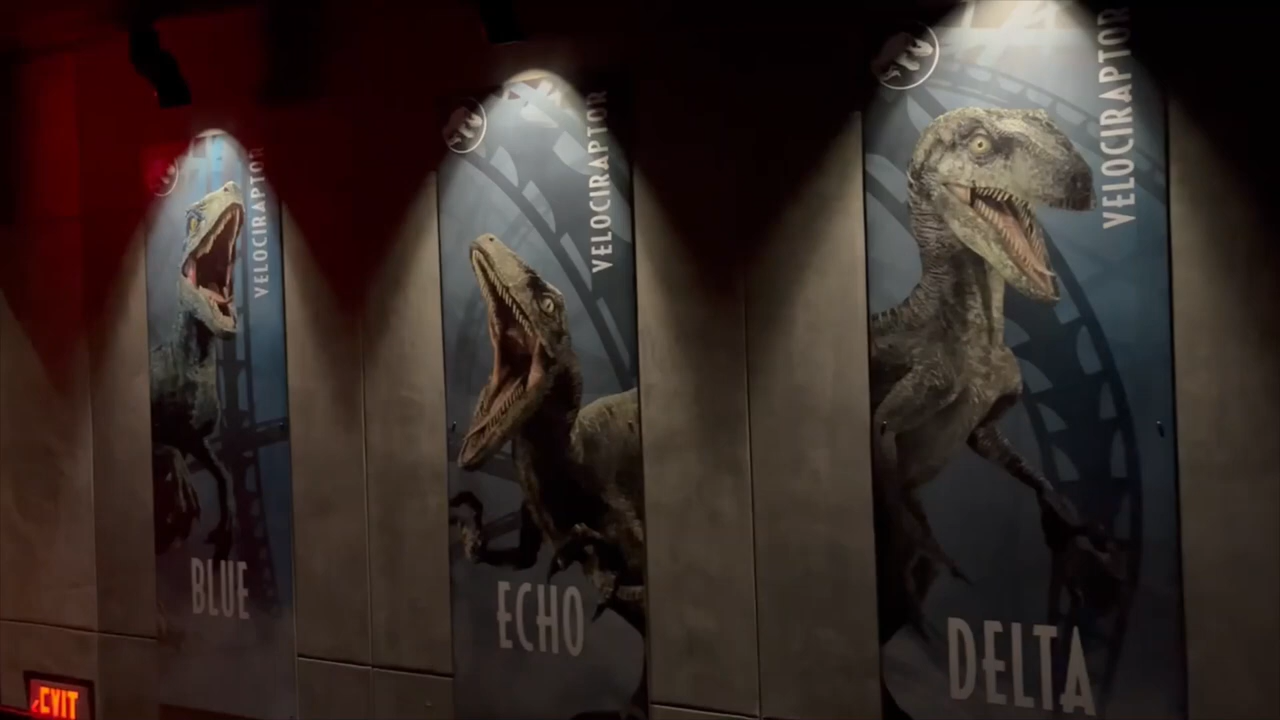 VELOCIRAPTOR
BLUE
VELOCIRAPTOR
ECHO
VELOCIRAPTOR
DELTA
EXIT